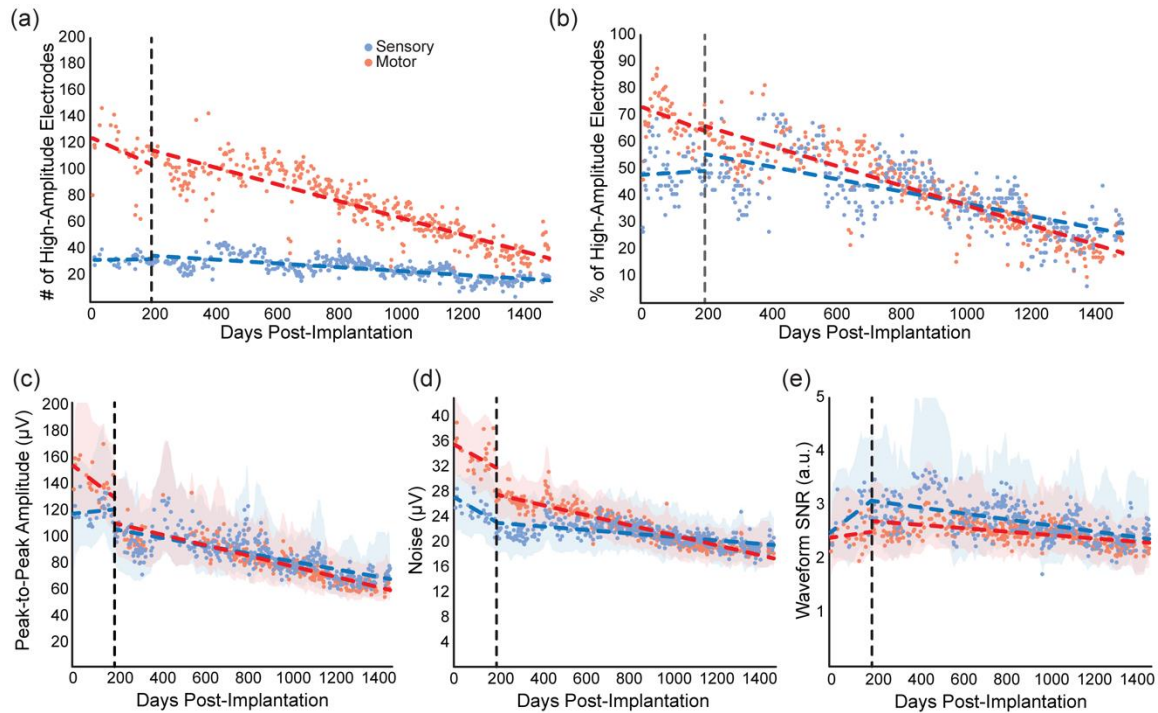 (a)
200
180
160
140
120
100
80
60
40
20
# of High-Amplitude Electrodes
Sensory
Motor
0 200 400 600 800 1000 1200 1400
Days Post-Implantation
(b)
100
90
80
70
60
50
40
30
20
10
% of High-Amplitude Electrodes
0 200 400 600 800 1000 1200 1400
Days Post-Implantation
(c)
200
180
160
140
120
100
80
60
40
20
Peak-to-Peak Amplitude (µV)
0 200 400 600 800 1000 1200 1400
Days Post-Implantation
(d)
40
36
32
28
24
20
16
12
8
4
Noise (µV)
0 200 400 600 800 1000 1200 1400
Days Post-Implantation
(e)
5
4
3
2
1
Waveform SNR (a.u.)
0 200 400 600 800 1000 1200 1400
Days Post-Implantation